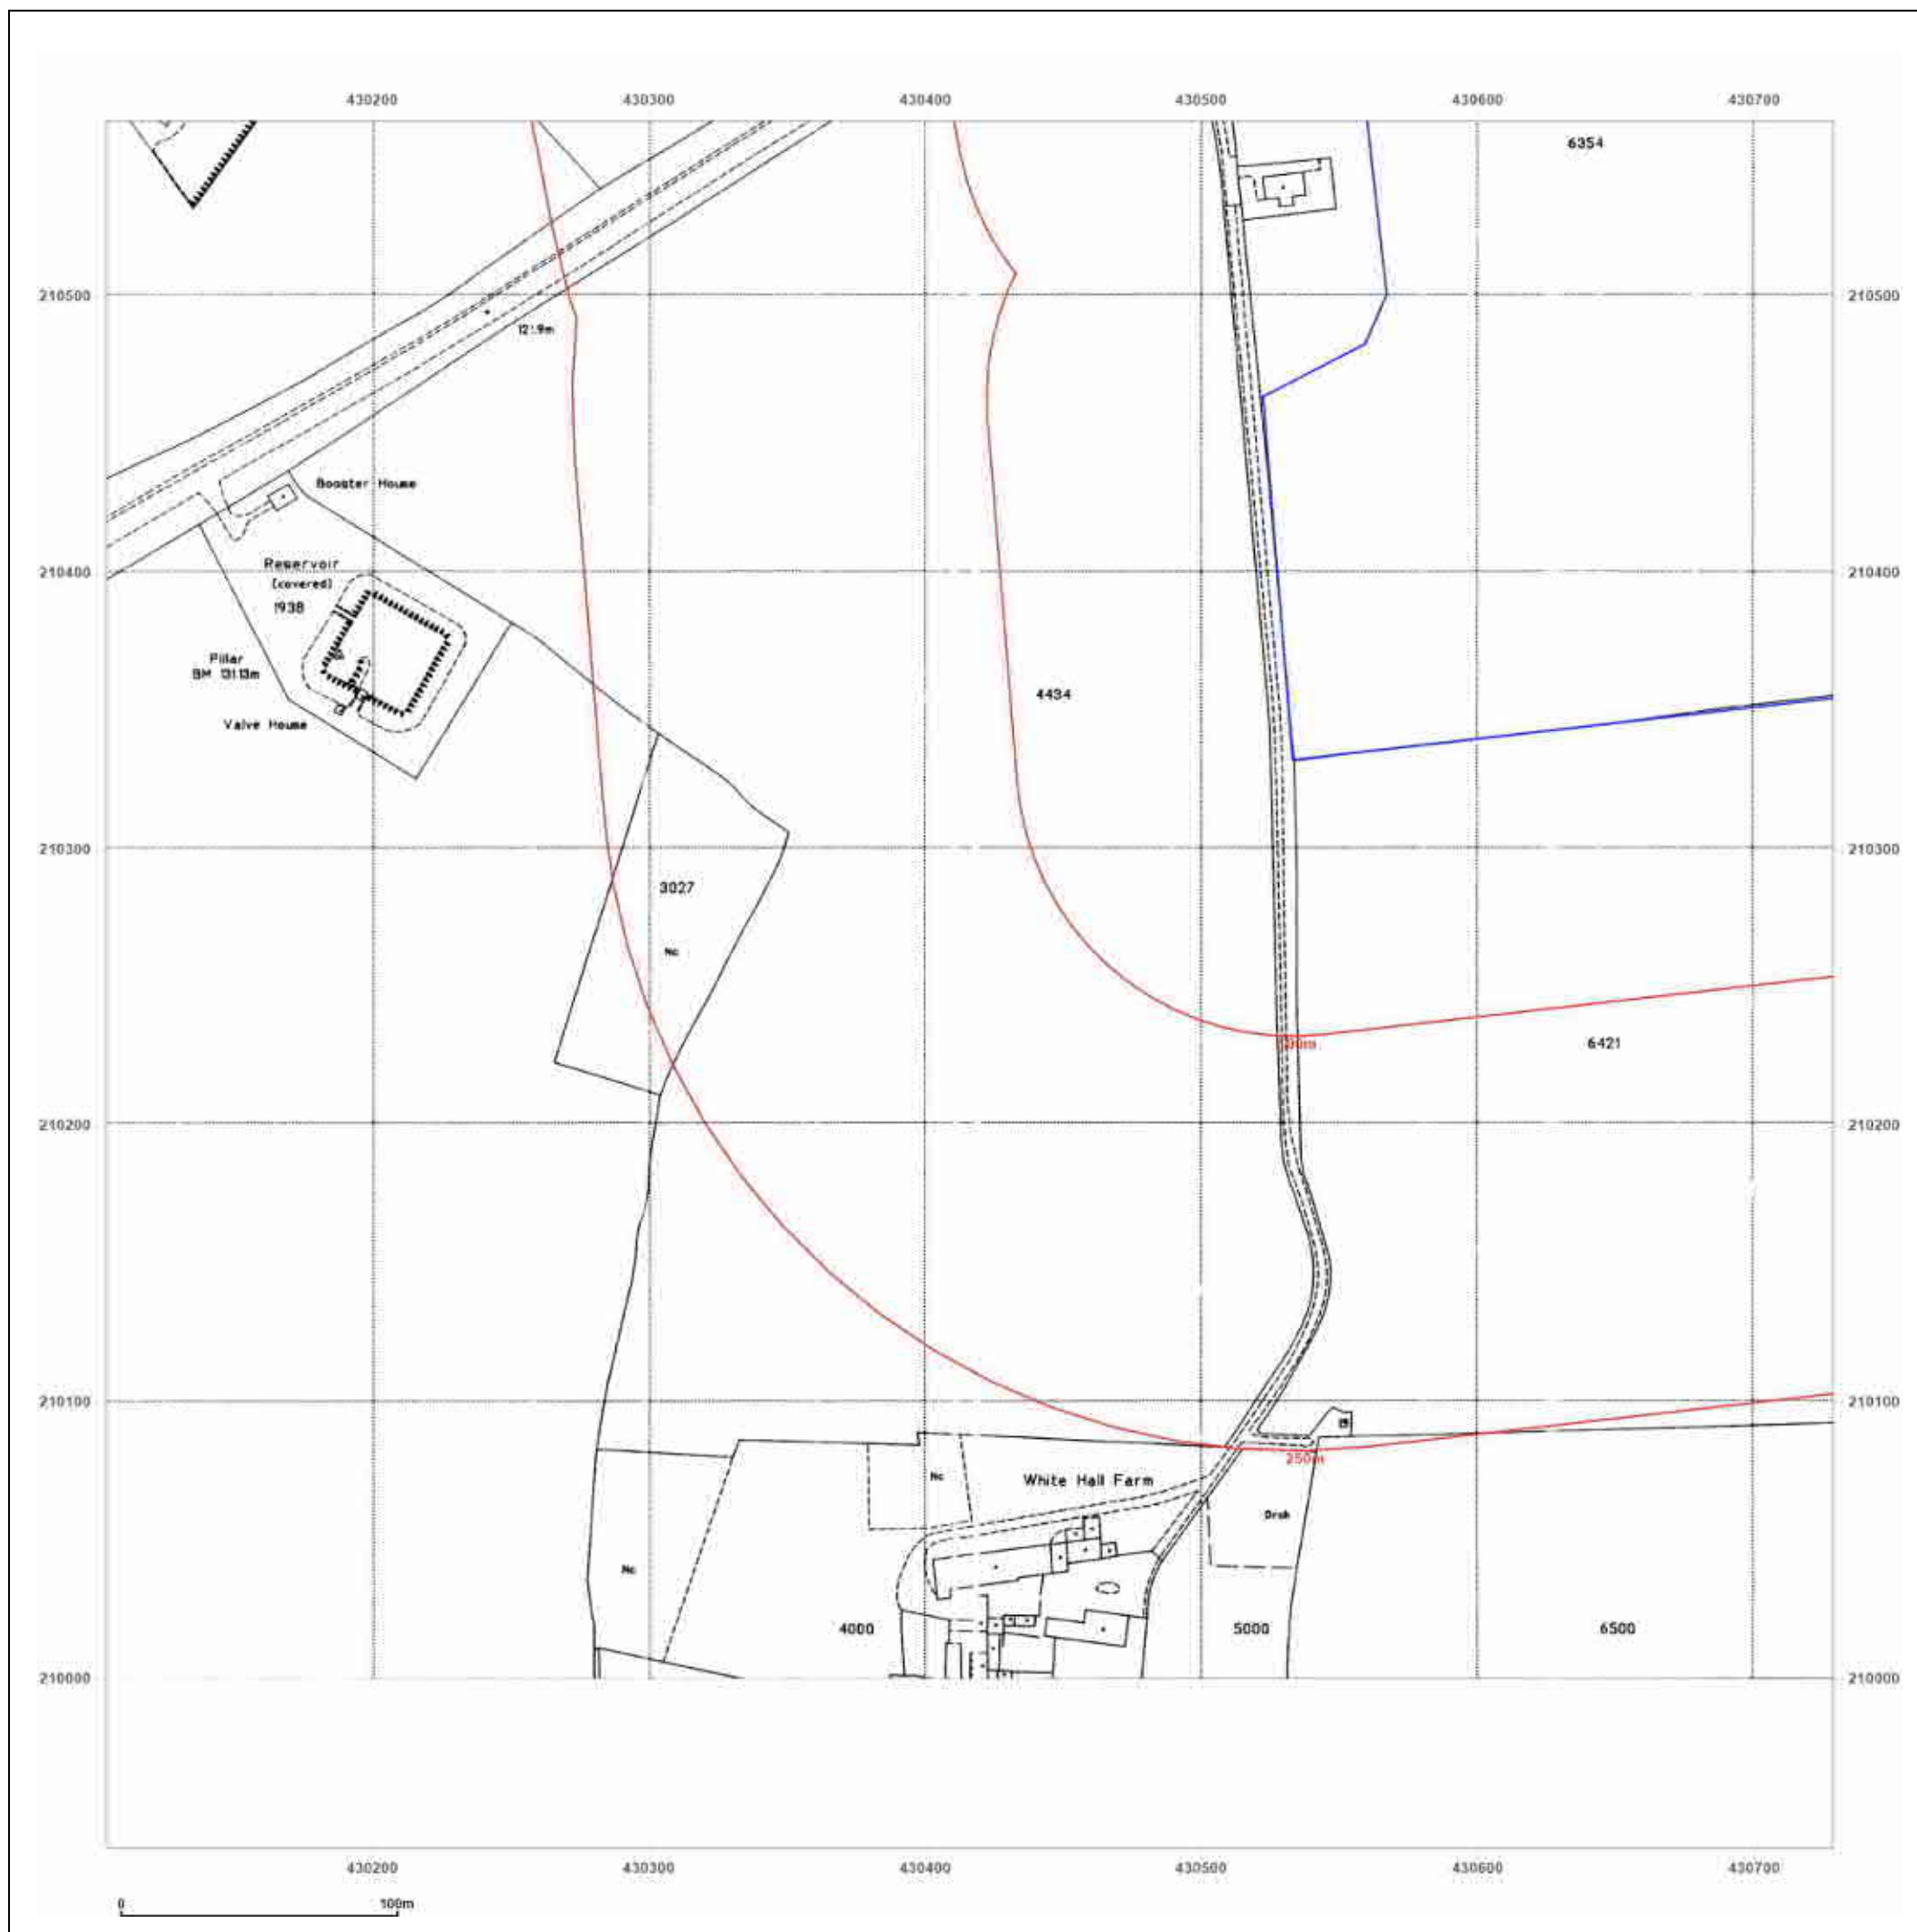 430200 430300 430400 430500 430600 430700
6354
210500 210500
121.9m
Booster House
Reservoir
(covered)
1938
210400 210400
Pillar
BM 131.13m
Valve House
4434
210300 210300
3027
Nc
6421
210200 210200
210100 210100
250m
Nc
White Hall Farm
Drak
Nc
4000
5000
6500
210000 210000
430200 430300 430400 430500 430600 430700
0 100m